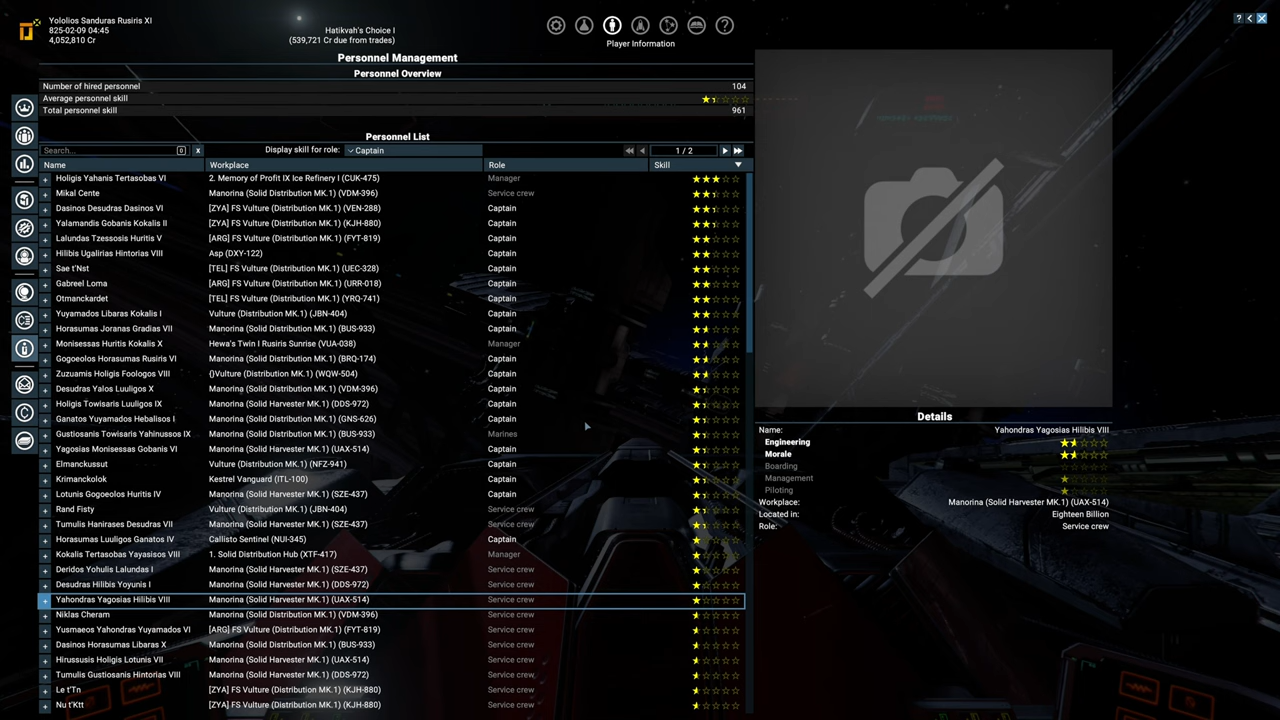 Yololios Sanduras Rusiris XI
825-02-09 04:45
4,052,810 Cr
Hatikvah's Choice I
(539,721 Cr due from trades)
Player Information
Personnel Management
Personnel Overview
Number of hired personnel 104
Average personnel skill
Total personnel skill 961
Personnel List
Search... Display skill for role: Captain 1 / 2
Name Workplace Role Skill
Holigis Yahanis Tertasobas VI 2. Memory of Profit IX Ice Refinery I (CUK-475) Manager
Mikal Cente Manorina (Solid Distribution MK.1) (VDM-396) Service crew
Dasinos Desudras Dasinos VI [ZYA] FS Vulture (Distribution MK.1) (VEN-288) Captain
Yalamandis Gobanis Kokalis II [ZYA] FS Vulture (Distribution MK.1) (KJH-880) Captain
Lalundas Tzessosis Huritis V [ARG] FS Vulture (Distribution MK.1) (FYT-819) Captain
Hilibis Ugalirias Hintorias VIII Asp (DXY-122) Captain
Sae t'Nst [TEL] FS Vulture (Distribution MK.1) (UEC-328) Captain
Gabreel Loma [ARG] FS Vulture (Distribution MK.1) (URR-018) Captain
Otmanckardet [TEL] FS Vulture (Distribution MK.1) (YRQ-741) Captain
Yuyamados Libaras Kokalis I Vulture (Distribution MK.1) (JBN-404) Captain
Horasumas Joranas Gradias VII Manorina (Solid Distribution MK.1) (BUS-933) Captain
Monisessas Huritis Kokalis X Hewa's Twin I Rusiris Sunrise (VUA-038) Manager
Gogoeolos Horasumas Rusiris VI Manorina (Solid Distribution MK.1) (BRQ-174) Captain
Zuzuamis Holigis Foologos VIII {}Vulture (Distribution MK.1) (WQW-504) Captain
Desudras Yalos Luuligos X Manorina (Solid Distribution MK.1) (VDM-396) Captain
Holigis Towisaris Luuligos IX Manorina (Solid Harvester MK.1) (DDS-972) Captain
Ganatos Yuyamados Hebalisos I Manorina (Solid Distribution MK.1) (GNS-626) Captain
Gustiosanis Towisaris Yahinussos IX Manorina (Solid Distribution MK.1) (BUS-933) Marines
Yagosias Monisessas Gobanis VI Manorina (Solid Harvester MK.1) (UAX-514) Captain
Elmanckussut Vulture (Distribution MK.1) (NFZ-941) Captain
Krimanckolok Kestrel Vanguard (ITL-100) Captain
Lotunis Gogoeolos Huritis IV Manorina (Solid Harvester MK.1) (SZE-437) Captain
Rand Fisty Vulture (Distribution MK.1) (JBN-404) Service crew
Tumulis Hanirases Desudras VII Manorina (Solid Harvester MK.1) (SZE-437) Service crew
Horasumas Luuligos Ganatos IV Callisto Sentinel (NUI-345) Captain
Kokalis Tertasobas Yayasisos VIII 1. Solid Distribution Hub (XTF-417) Manager
Deridos Yohulis Lalundas I Manorina (Solid Harvester MK.1) (SZE-437) Service crew
Desudras Hilibis Yoyunis I Manorina (Solid Harvester MK.1) (DDS-972) Service crew
Yahondras Yagosias Hilibis VIII Manorina (Solid Harvester MK.1) (UAX-514) Service crew
Niklas Cheram Manorina (Solid Distribution MK.1) (VDM-396) Service crew
Yusmaeos Yahondras Yuyamados VI [ARG] FS Vulture (Distribution MK.1) (FYT-819) Service crew
Dasinos Horasumas Libaras X Manorina (Solid Distribution MK.1) (BUS-933) Service crew
Hirussusis Holigis Lotunis VII Manorina (Solid Harvester MK.1) (UAX-514) Service crew
Tumulis Gustiosanis Hintorias VIII Manorina (Solid Harvester MK.1) (DDS-972) Service crew
Le t'Tn [ZYA] FS Vulture (Distribution MK.1) (KJH-880) Service crew
Nu t'Ktt [ZYA] FS Vulture (Distribution MK.1) (KJH-880) Service crew
Details
Name: Yahondras Yagosias Hilibis VIII
Engineering
Morale
Boarding
Management
Piloting
Workplace: Manorina (Solid Harvester MK.1) (UAX-514)
Located in: Eighteen Billion
Role: Service crew